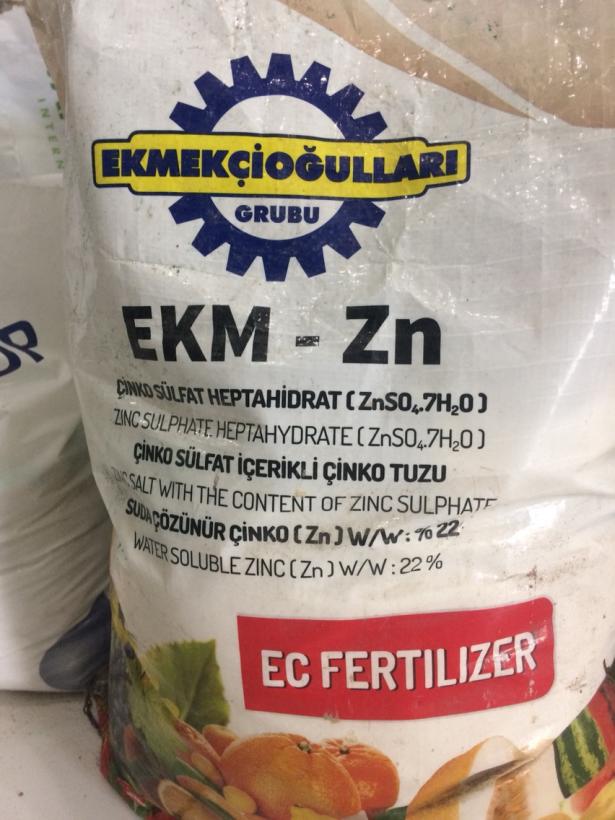 INTERN
EKMEKÇİOĞULLARI
GRUBU
EKM - Zn
ÇİNKO SÜLFAT HEPTAHİDRAT ( ZnSO₄.7H₂O )
ZINC SULPHATE HEPTAHYDRATE ( ZnSO₄.7H₂O )
ÇİNKO SÜLFAT İÇERİKLİ ÇİNKO TUZU
ZINC SALT WITH THE CONTENT OF ZINC SULPHATE
SUDA ÇÖZÜNÜR ÇİNKO ( Zn ) W/W : % 22
WATER SOLUBLE ZINC ( Zn ) W/W : 22 %
EC FERTILIZER